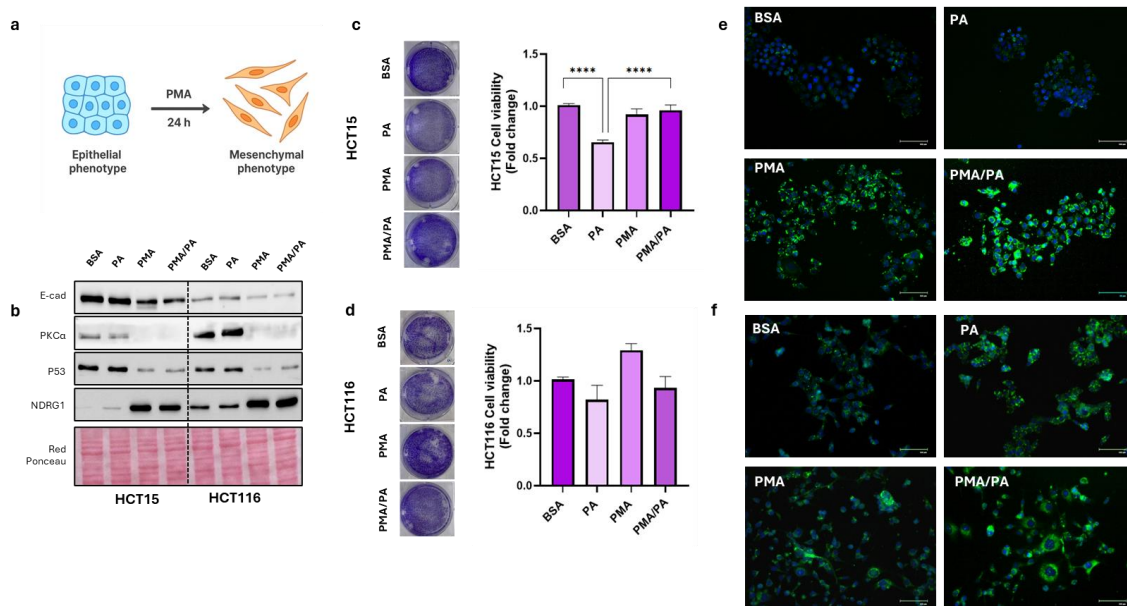 a
PMA
24 h
Epithelial
phenotype
Mesenchymal
phenotype
b
BSA
PA
PMA
PMA/PA
BSA
PA
PMA
PMA/PA
E-cad
PKCα
P53
NDRG1
Red
Ponceau
HCT15
HCT116
c
HCT15
BSA
PA
PMA
PMA/PA
HCT15 Cell viability
(Fold change)
1.5
1.0
0.5
0.0
****
****
BSA
PA
PMA
PMA/PA
d
HCT116
BSA
PA
PMA
PMA/PA
HCT116 Cell viability
(Fold change)
1.5
1.0
0.5
0.0
BSA
PA
PMA
PMA/PA
e
BSA
PA
PMA
PMA/PA
f
BSA
PA
PMA
PMA/PA